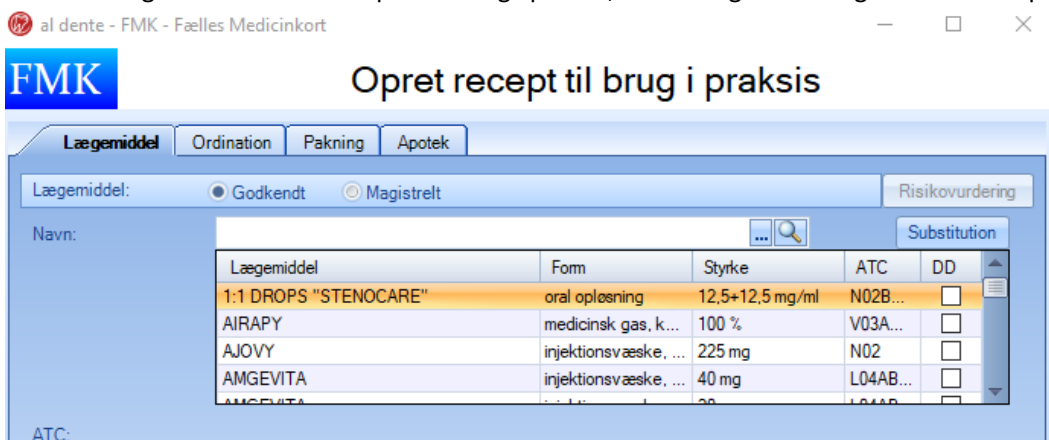 al dente - FMK - Fælles Medicinkort
FMK
Opret recept til brug i praksis
Lægemiddel Ordination Pakning Apotek
Lægemiddel: Godkendt Magistrelt Risikovurdering
Navn: ... Substitution
Lægemiddel Form Styrke ATC DD
1:1 DROPS "STENOCARE" oral opløsning 12,5+12,5 mg/ml N02B...
AIRAPY medicinsk gas, k... 100 % V03A...
AJOVY injektionsvæske, ... 225 mg N02
AMGEVITA injektionsvæske, ... 40 mg L04AB...
AMGEVITA
ATC: